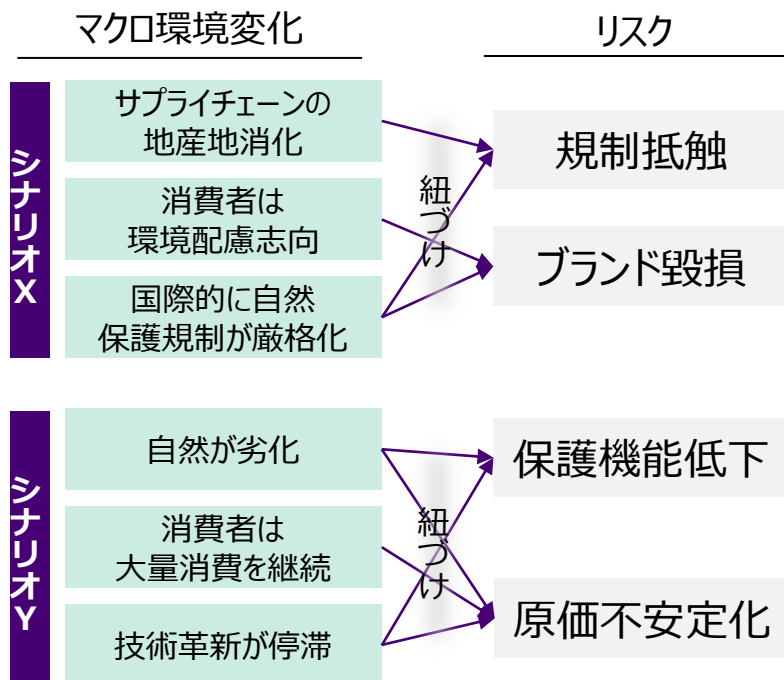 マクロ環境変化
リスク
シナリオX
サプライチェーンの
地産地消化
消費者は
環境配慮志向
国際的に自然
保護規制が厳格化
紐づけ
規制抵触
ブランド毀損
シナリオY
自然が劣化
消費者は
大量消費を継続
技術革新が停滞
紐づけ
保護機能低下
原価不安定化